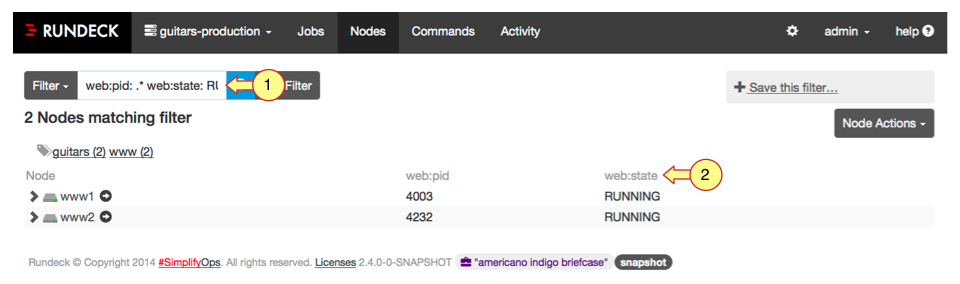 RUNDECK guitars-production Jobs Nodes Commands Activity admin help
Filter web:pid: .* web:state: RU 1 Filter
Save this filter...
2 Nodes matching filter
Node Actions
guitars (2) www (2)
Node web:pid web:state 2
www1 4003 RUNNING
www2 4232 RUNNING
Rundeck © Copyright 2014 #SimplifyOps. All rights reserved. Licenses 2.4.0-0-SNAPSHOT "americano indigo briefcase" snapshot